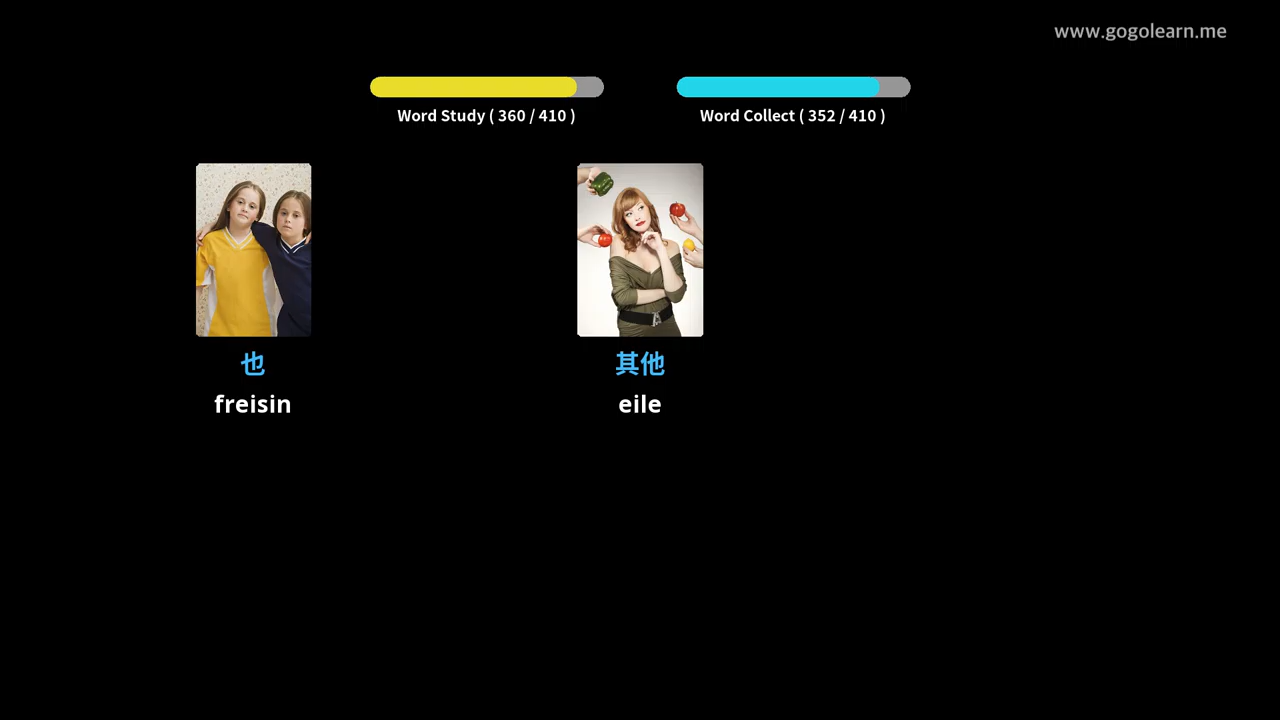 www.gogolearn.me
Word Study ( 360 / 410 )
Word Collect ( 352 / 410 )
也
其他
freisin
eile